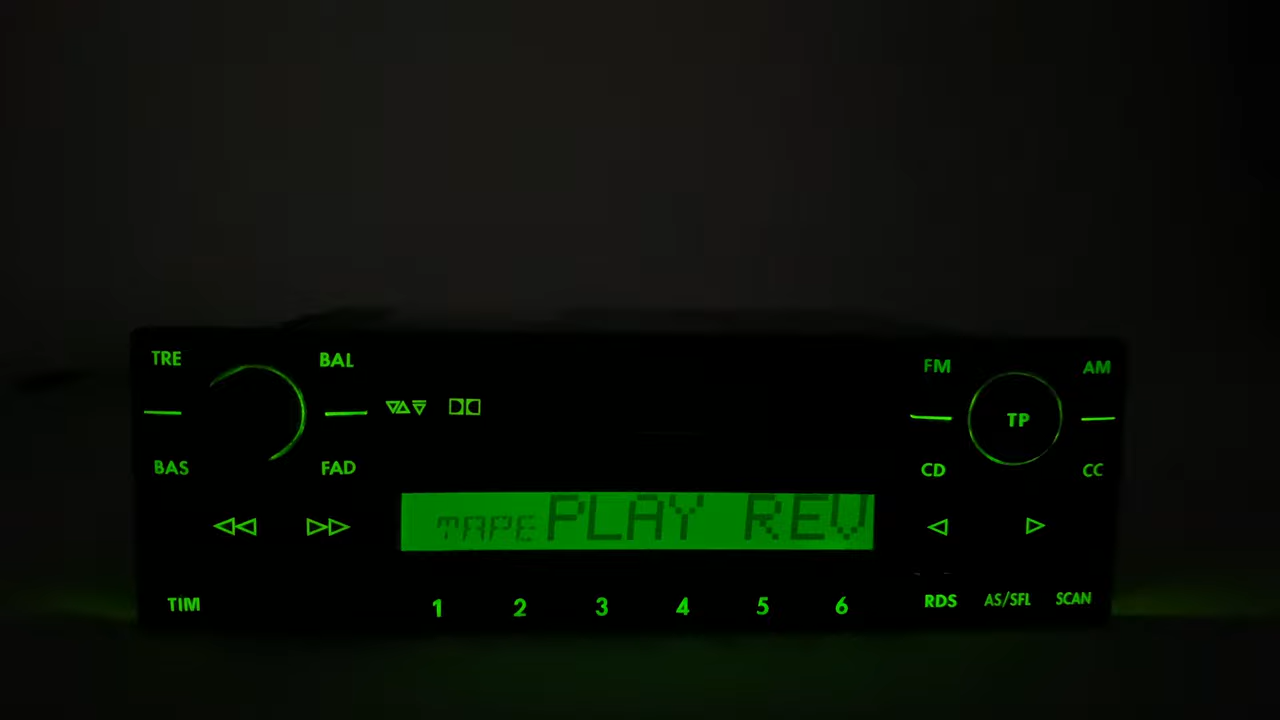 TRE BAL FM AM
TP
BAS FAD CD CC
TAPE PLAY REV
TIM 1 2 3 4 5 6 RDS AS/SFL SCAN